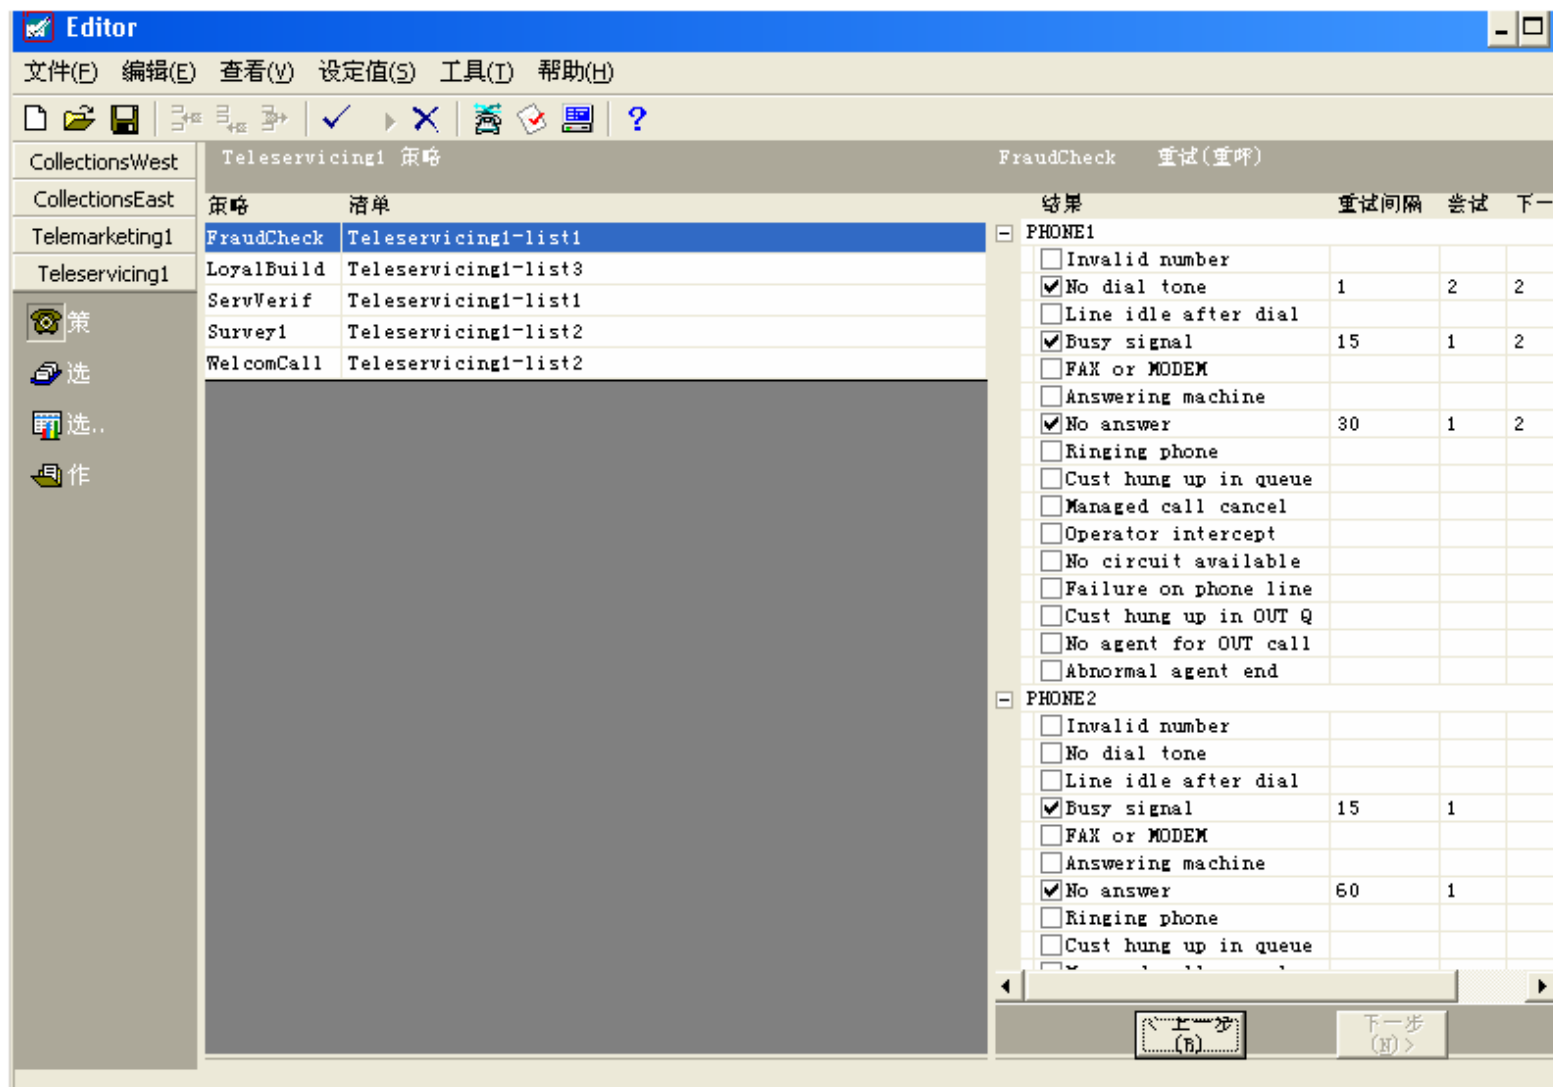 Editor
文件(F) 编辑(E) 查看(V) 设定值(S) 工具(T) 帮助(H)
?
CollectionsWest
CollectionsEast
Telemarketing1
Teleservicing1
策
选
选..
作
Teleservicing1 策略
策略 清单
FraudCheck Teleservicing1-list1
LoyalBuild Teleservicing1-list3
ServVerif Teleservicing1-list1
Survey1 Teleservicing1-list2
WelcomCall Teleservicing1-list2
FraudCheck 重试(重呼)
结果 重试间隔 尝试 下一
PHONE1
Invalid number
No dial tone 1 2 2
Line idle after dial
Busy signal 15 1 2
FAX or MODEM
Answering machine
No answer 30 1 2
Ringing phone
Cust hung up in queue
Managed call cancel
Operator intercept
No circuit available
Failure on phone line
Cust hung up in OUT Q
No agent for OUT call
Abnormal agent end
PHONE2
Invalid number
No dial tone
Line idle after dial
Busy signal 15 1
FAX or MODEM
Answering machine
No answer 60 1
Ringing phone
Cust hung up in queue
< 上一步
(B)
下一步
(N) >